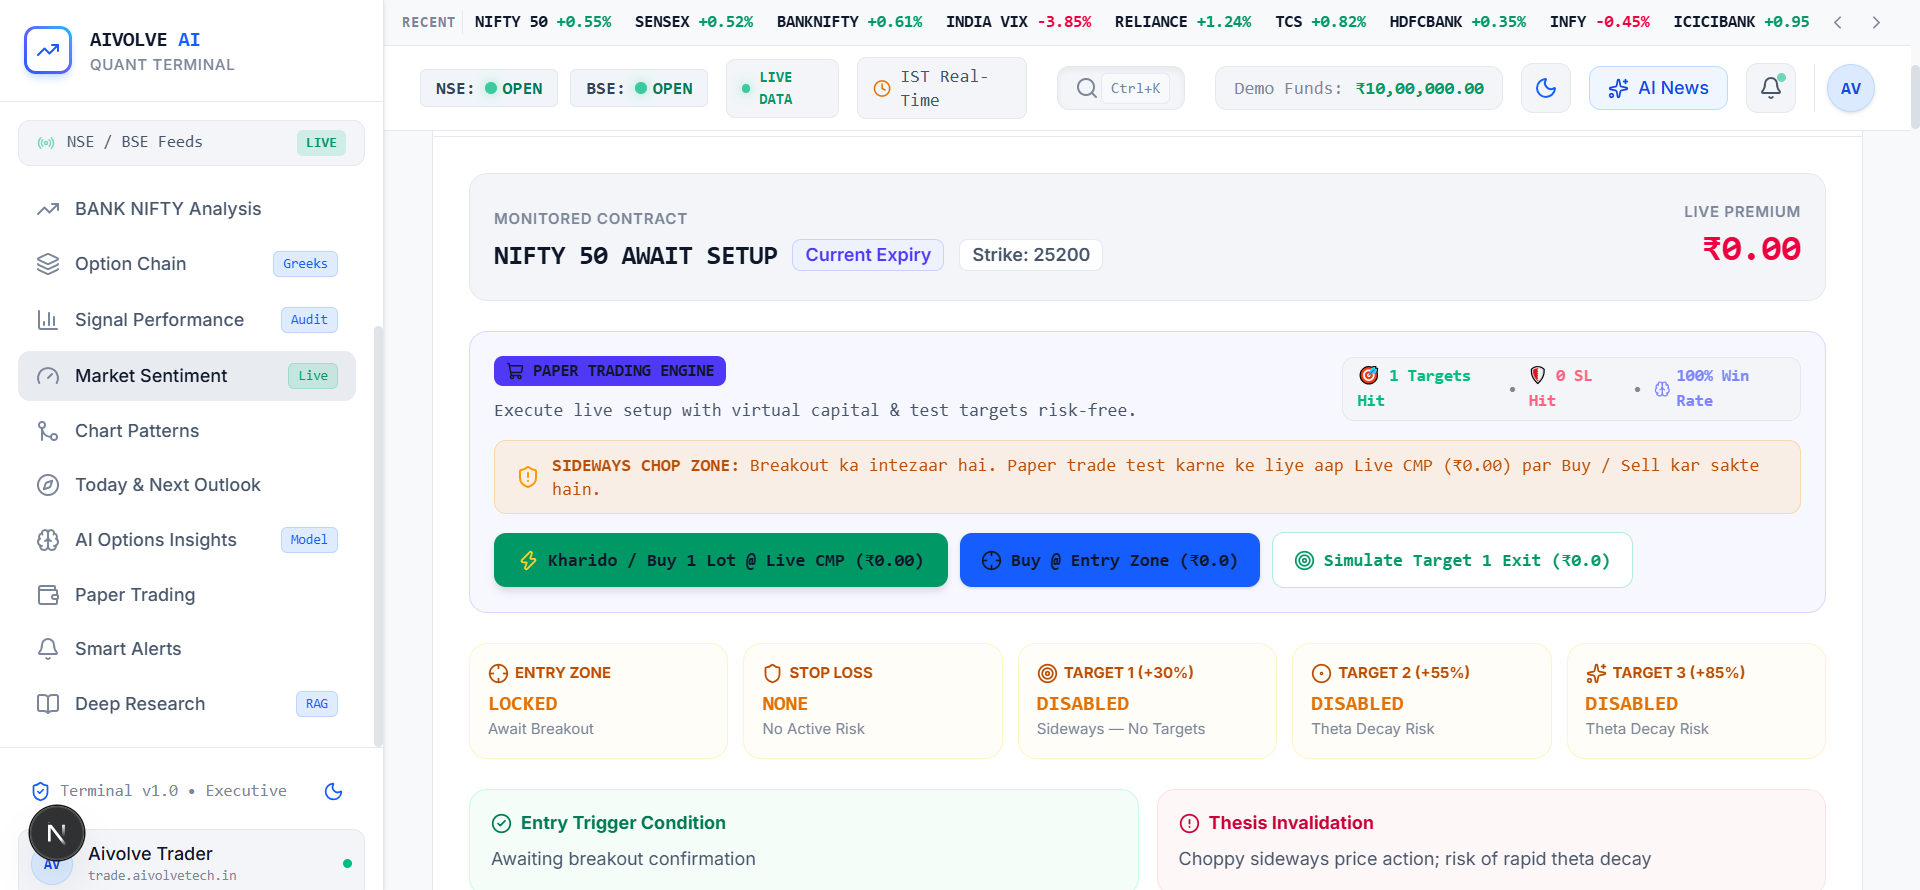 AIVOLVE AI
QUANT TERMINAL
NSE / BSE Feeds LIVE
BANK NIFTY Analysis
Option Chain Greeks
Signal Performance Audit
Market Sentiment Live
Chart Patterns
Today & Next Outlook
AI Options Insights Model
Paper Trading
Smart Alerts
Deep Research RAG
Terminal v1.0 • Executive
N
AV
Aivolve Trader
trade.aivolvetech.in
RECENT NIFTY 50 +0.55% SENSEX +0.52% BANKNIFTY +0.61% INDIA VIX -3.85% RELIANCE +1.24% TCS +0.82% HDFCBANK +0.35% INFY -0.45% ICICIBANK +0.95
NSE: OPEN
BSE: OPEN
LIVE
DATA
IST Real-
Time
Ctrl+K
Demo Funds: ₹10,00,000.00
AI News
AV
MONITORED CONTRACT
NIFTY 50 AWAIT SETUP Current Expiry Strike: 25200
LIVE PREMIUM
₹0.00
PAPER TRADING ENGINE
Execute live setup with virtual capital & test targets risk-free.
🎯 1 Targets
Hit
•
0 SL
Hit
•
100% Win
Rate
SIDEWAYS CHOP ZONE: Breakout ka intezaar hai. Paper trade test karne ke liye aap Live CMP (₹0.00) par Buy / Sell kar sakte
hain.
Kharido / Buy 1 Lot @ Live CMP (₹0.00)
Buy @ Entry Zone (₹0.0)
Simulate Target 1 Exit (₹0.0)
ENTRY ZONE
LOCKED
Await Breakout
STOP LOSS
NONE
No Active Risk
TARGET 1 (+30%)
DISABLED
Sideways — No Targets
TARGET 2 (+55%)
DISABLED
Theta Decay Risk
TARGET 3 (+85%)
DISABLED
Theta Decay Risk
Entry Trigger Condition
Awaiting breakout confirmation
Thesis Invalidation
Choppy sideways price action; risk of rapid theta decay